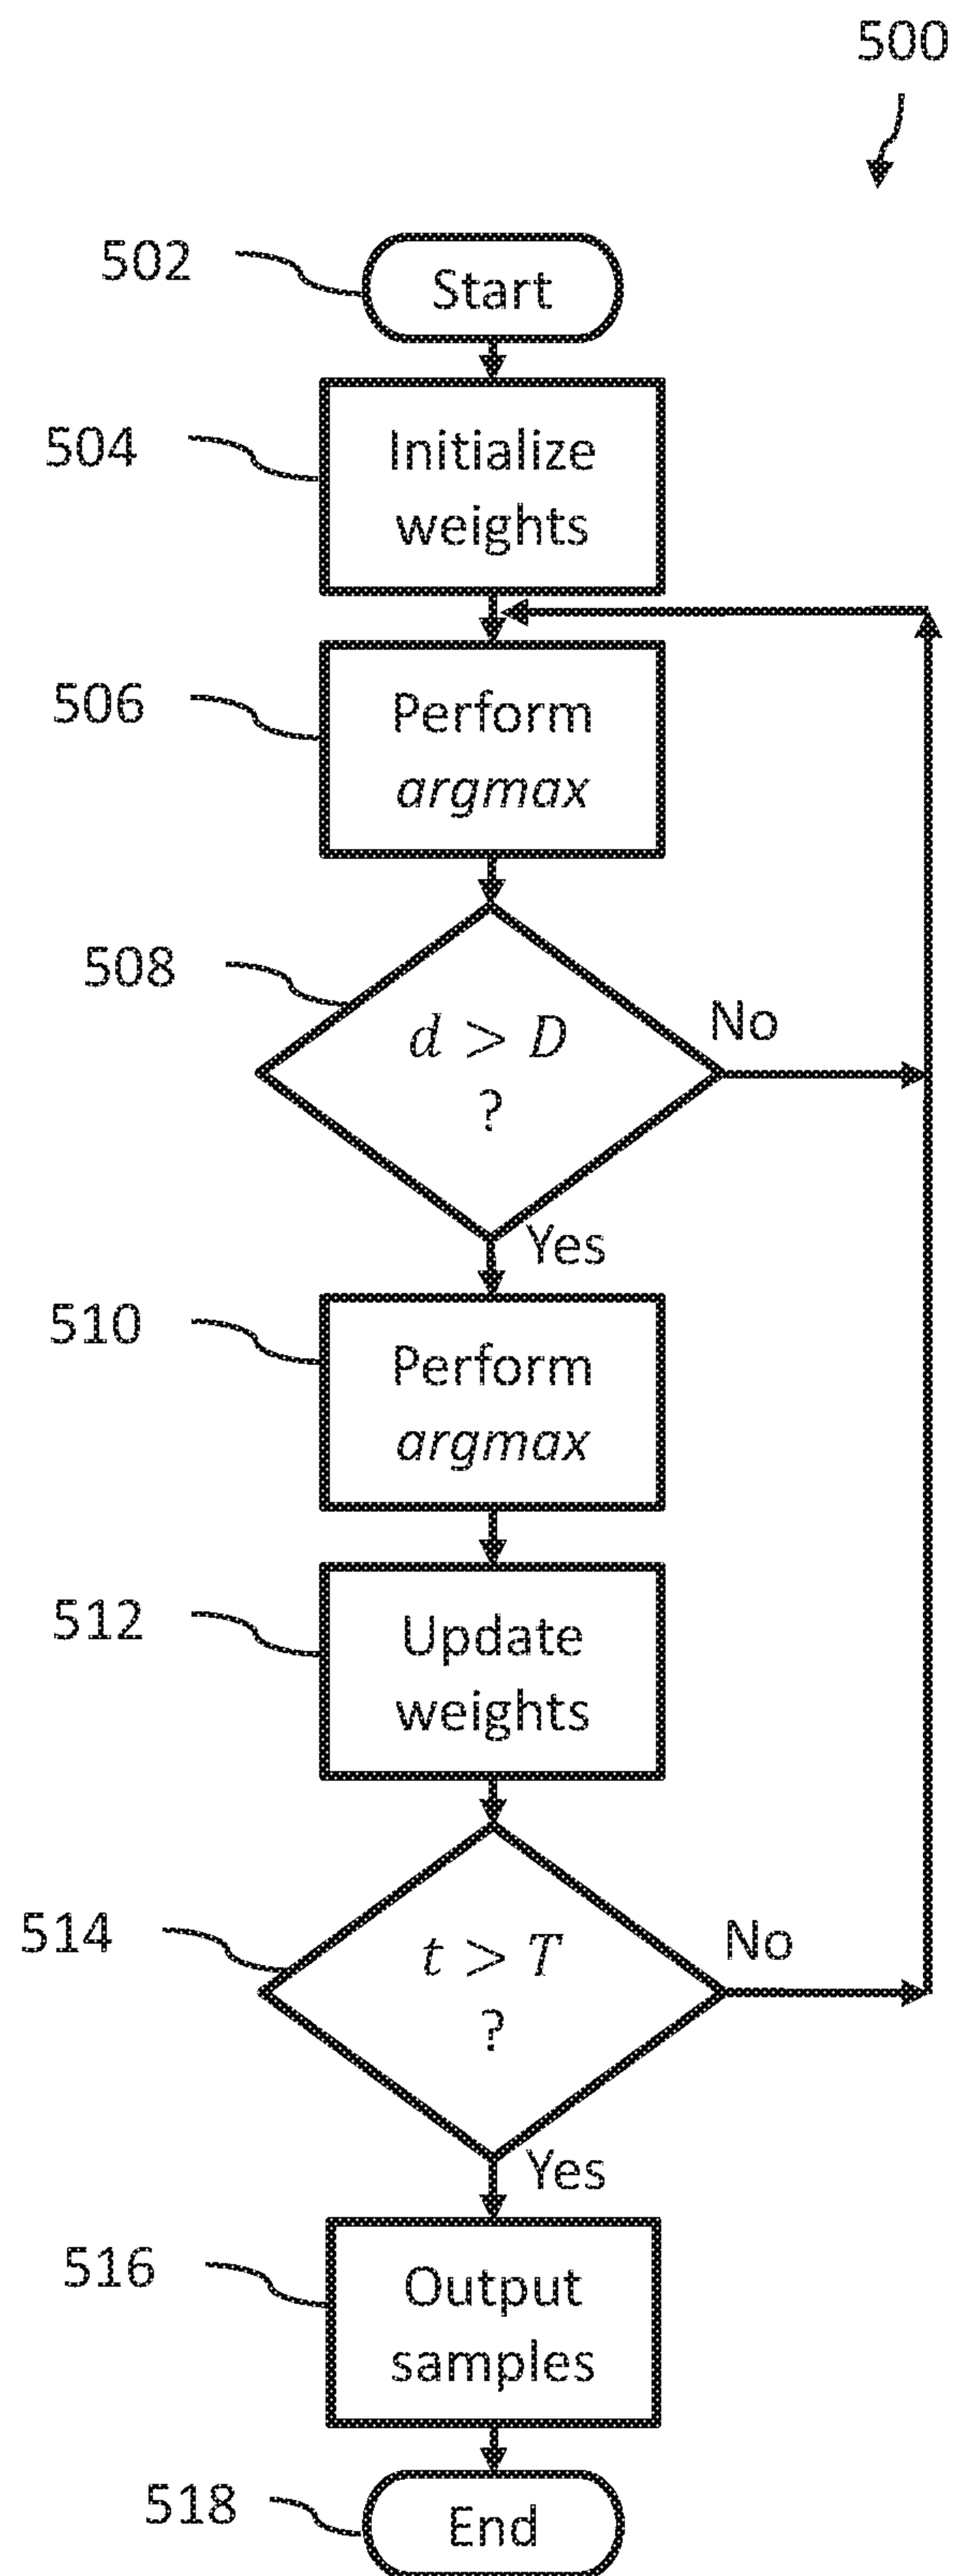 500
502
Start
504
Initialize
weights
506
Perform
argmax
508
d > D
?
No
Yes
510
Perform
argmax
512
Update
weights
514
t > T
?
No
Yes
516
Output
samples
518
End